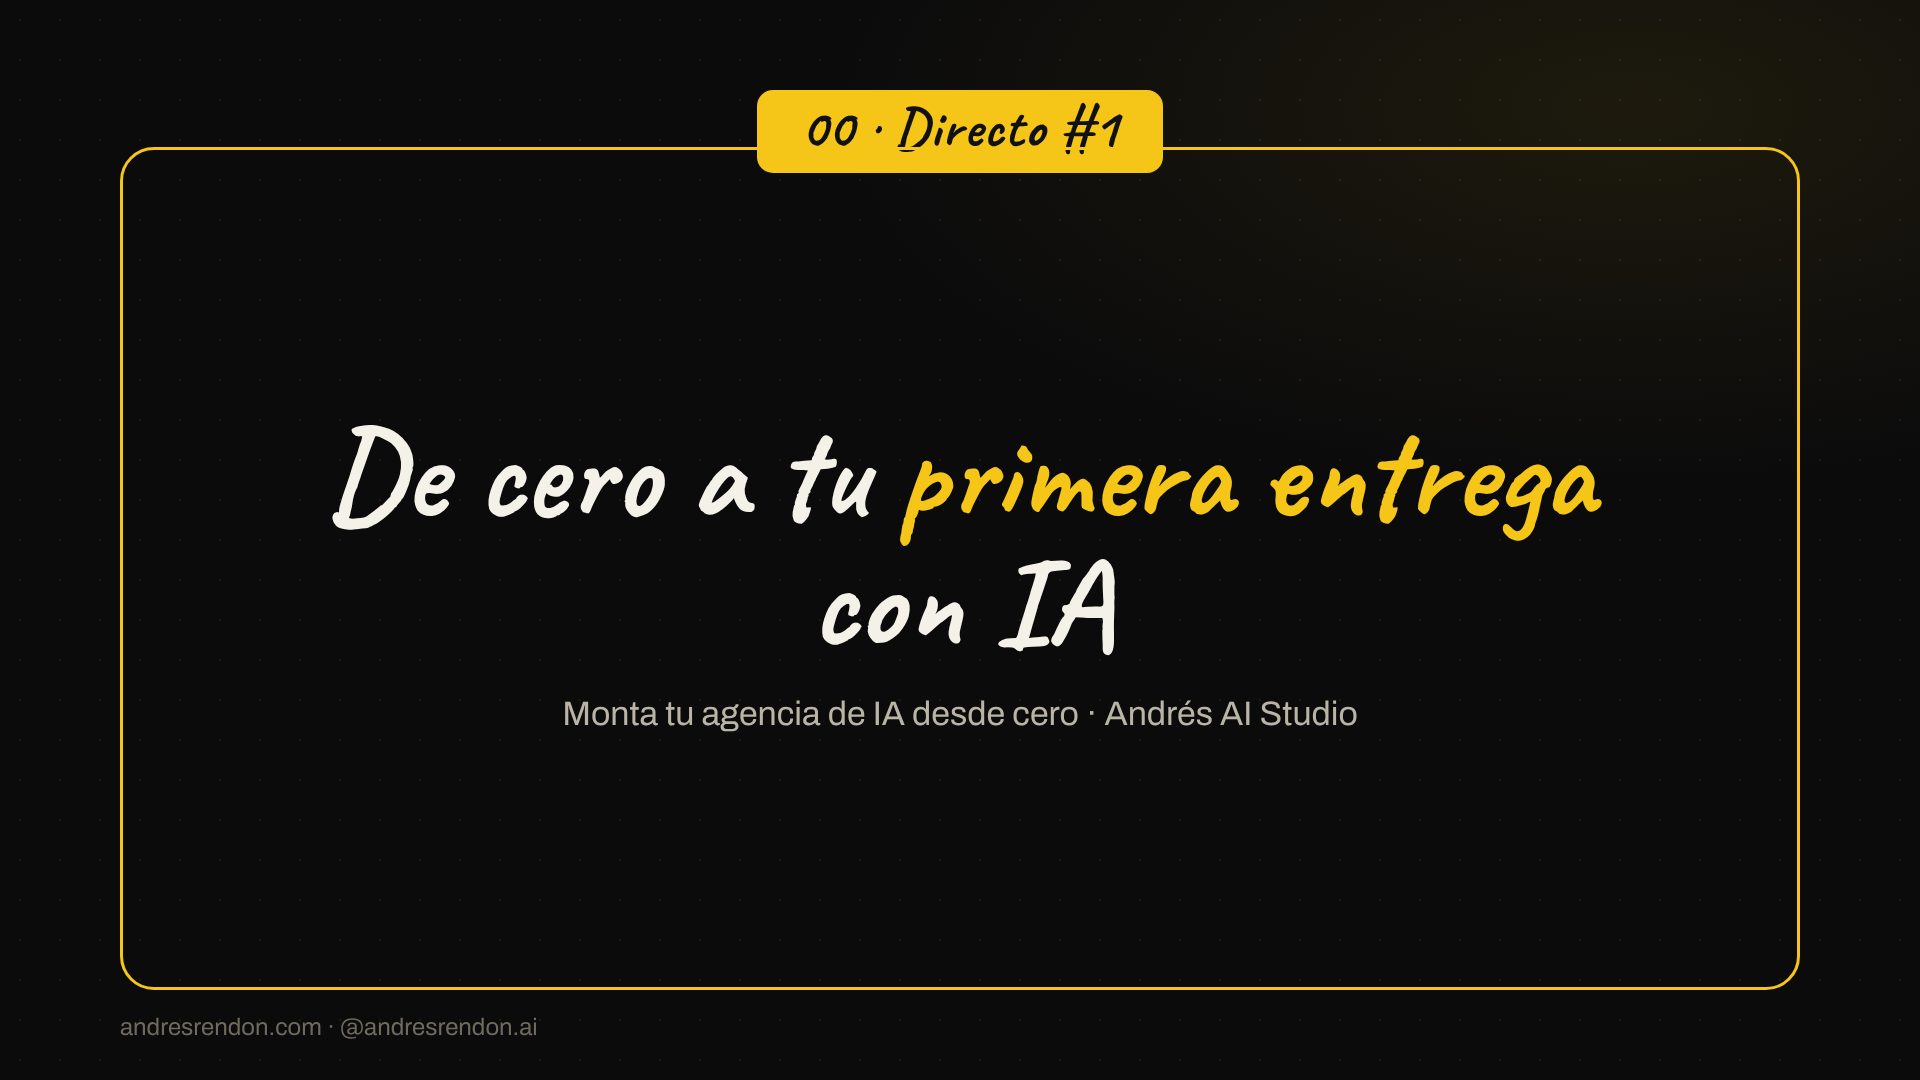 00 · Directo #1
De cero a tu primera entrega
con IA
Monta tu agencia de IA desde cero · Andrés AI Studio
andresrendon.com · @andresrendon.ai